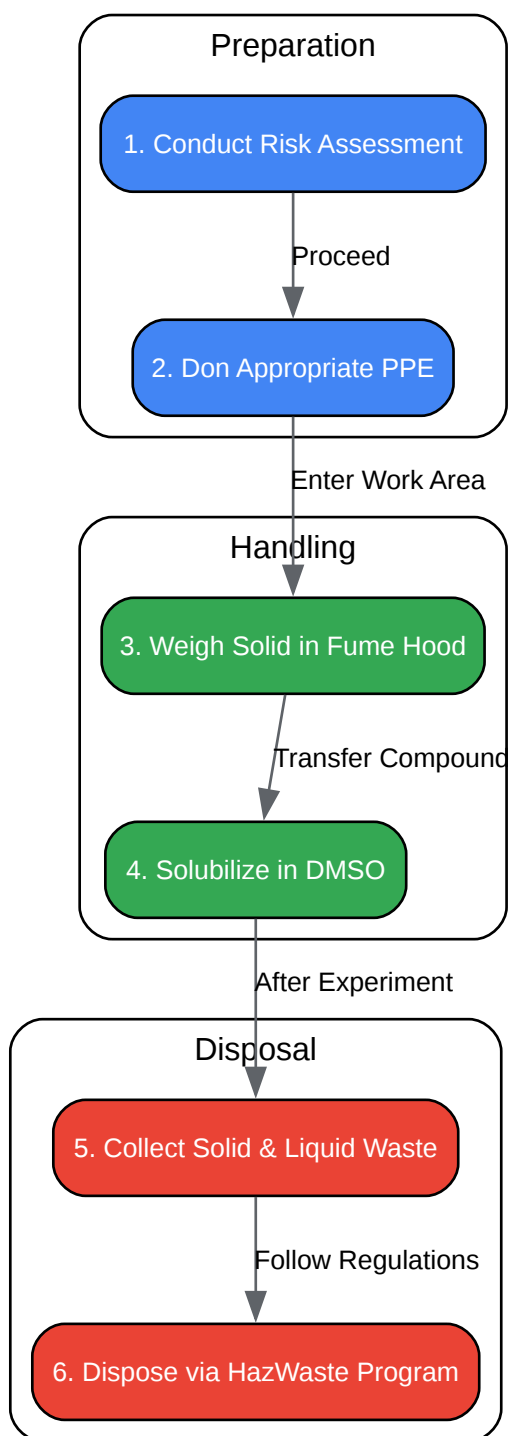 Preparation
1. Conduct Risk Assessment
Proceed
2. Don Appropriate PPE
Enter Work Area
Handling
3. Weigh Solid in Fume Hood
Transfer Compound
4. Solubilize in DMSO
After Experiment
Disposal
5. Collect Solid & Liquid Waste
Follow Regulations
6. Dispose via HazWaste Program